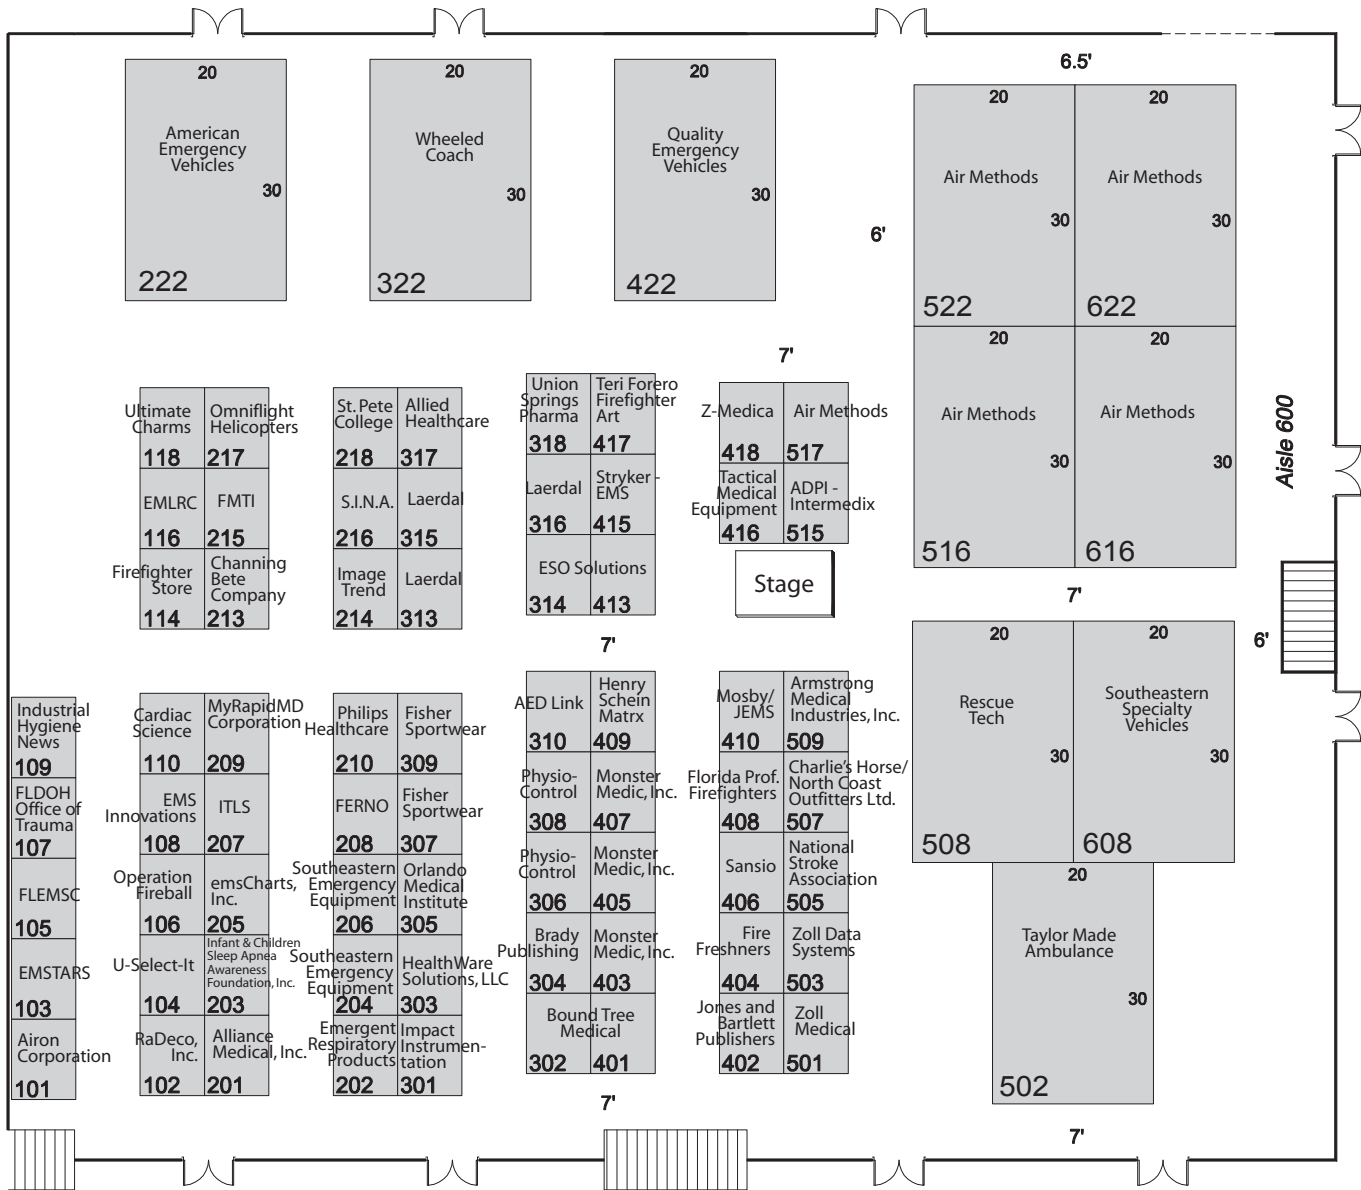 6.5'
20
American
Emergency
Vehicles
30
222
20
Wheeled
Coach
30
322
20
Quality
Emergency
Vehicles
30
422
6'
20
Air Methods
30
522
20
Air Methods
30
622
20
Air Methods
30
516
20
Air Methods
30
616
Aisle 600
7'
Ultimate
Charms
118
Omniflight
Helicopters
217
EMLRC
116
FMTI
215
Firefighter
Store
114
Channing
Bete
Company
213
St. Pete
College
218
Allied
Healthcare
317
S.I.N.A.
216
Laerdal
315
Image
Trend
214
Laerdal
313
Union
Springs
Pharma
318
Teri Forero
Firefighter
Art
417
Laerdal
316
Stryker -
EMS
415
ESO Solutions
314
413
Z-Medica
418
Air Methods
517
Tactical
Medical
Equipment
416
ADPI -
Intermedix
515
Stage
7'
7'
6'
Industrial
Hygiene
News
109
FLDOH
Office of
Trauma
107
FLEMSC
105
EMSTARS
103
Airon
Corporation
101
Cardiac
Science
110
MyRapidMD
Corporation
209
EMS
Innovations
108
ITLS
207
Operation
Fireball
106
emsCharts,
Inc.
205
U-Select-It
104
Infant & Children
Sleep Apnea
Awareness
Foundation, Inc.
203
RaDeco,
Inc.
102
Alliance
Medical, Inc.
201
Philips
Healthcare
210
Fisher
Sportwear
309
FERNO
208
Fisher
Sportwear
307
Southeastern
Emergency
Equipment
206
Orlando
Medical
Institute
305
Southeastern
Emergency
Equipment
204
HealthWare
Solutions, LLC
303
Emergent
Respiratory
Products
202
Impact
Instrumen-
tation
301
AED Link
310
Henry
Schein
Matrx
409
Physio-
Control
308
Monster
Medic, Inc.
407
Physio-
Control
306
Monster
Medic, Inc.
405
Brady
Publishing
304
Monster
Medic, Inc.
403
Bound Tree
Medical
302
401
Mosby/
JEMS
410
Armstrong
Medical
Industries, Inc.
509
Florida Prof.
Firefighters
408
Charlie's Horse/
North Coast
Outfitters Ltd.
507
Sansio
406
National
Stroke
Association
505
Fire
Freshners
404
Zoll Data
Systems
503
Jones and
Bartlett
Publishers
402
Zoll
Medical
501
20
Rescue
Tech
30
508
20
Southeastern
Specialty
Vehicles
30
608
20
Taylor Made
Ambulance
30
502
7'
7'